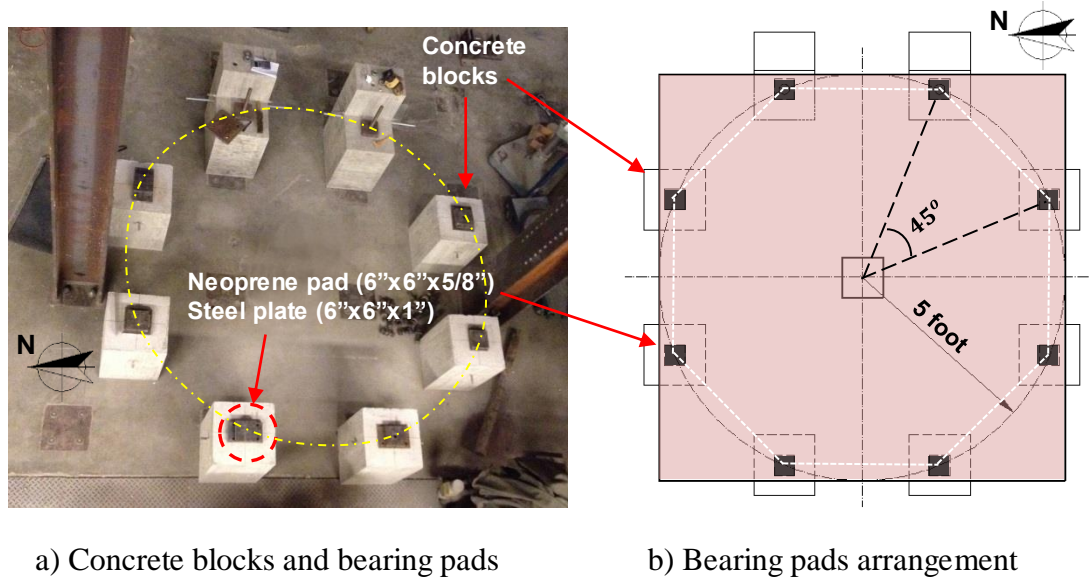 Concrete
blocks
Neoprene pad (6”x6”x5/8”)
Steel plate (6”x6”x1”)
N
N
45⁰
5 foot
a) Concrete blocks and bearing pads
b) Bearing pads arrangement